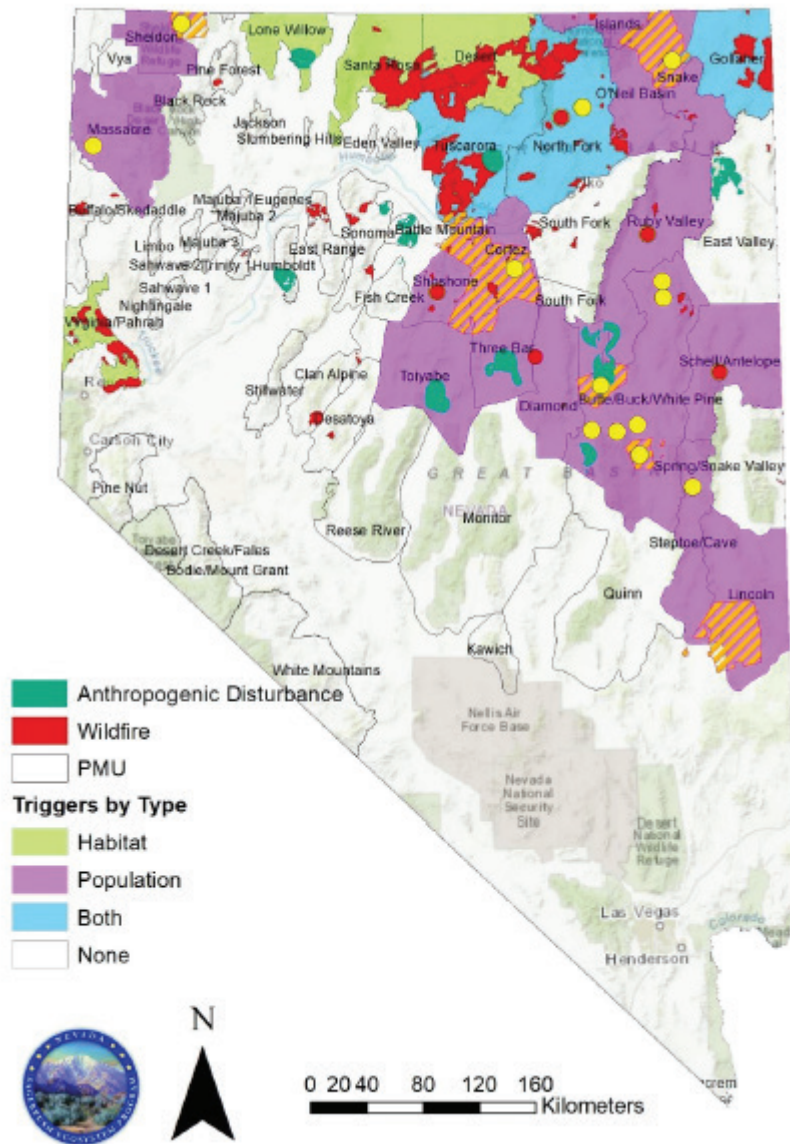 Islands
Sheldon
Lone Willow
Vya
Pine Forest
Santa Rosa
Desert
Snake
Gollaher
O'Neil Basin
Black Rock
Massacre
Jackson
Slumbering Hills
Eden Valley
Tuscarora
North Fork
Buffalo/Skedaddle
Majuba 1
Eugenes
Majuba 2
Sonoma
Battle Mountain
South Fork
Ruby Valley
East Valley
Limbo
Majuba 3
East Range
Cortez
Sahwave 2
Trinity 1
Humboldt
Shoshone
Sahwave 1
Fish Creek
South Fork
Nightingale
Virginia/Pahrah
Three Bar
Schell/Antelope
Clan Alpine
Toiyabe
Stillwater
Diamond
Butte/Buck/White Pine
Desatoya
Carson City
GREAT BASIN
Spring/Snake Valley
Pine Nut
NEVADA
Monitor
Reese River
Steptoe/Cave
Desert Creek/Fales
Bodie/Mount Grant
Quinn
Lincoln
Kawich
White Mountains
Nellis Air
Force Base
Nevada
National
Security
Site
Desert
National
Wildlife
Refuge
Las Vegas
Colorado
Henderson
Anthropogenic Disturbance
Wildfire
PMU
Triggers by Type
Habitat
Population
Both
None
NEVADA
SAGEBRUSH ECOSYSTEM PROGRAM
N
0 20 40 80 120 160
Kilometers